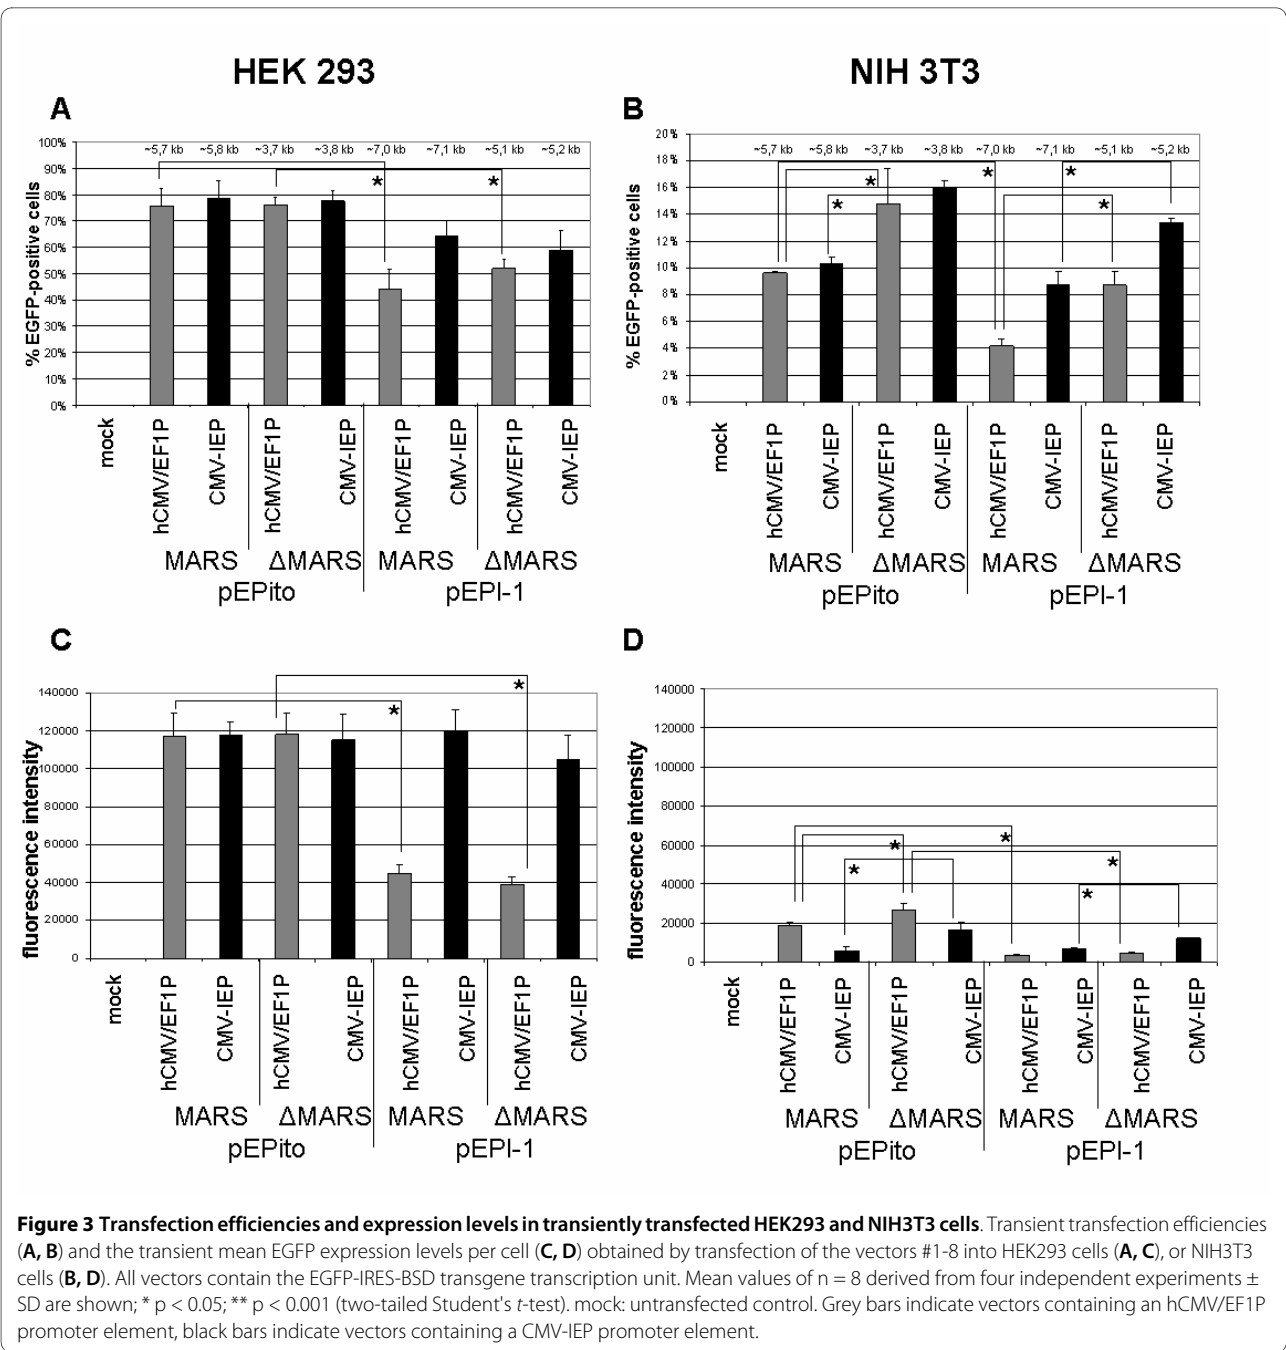 HEK 293
NIH 3T3
A
% EGFP-positive cells
100%
90%
80%
70%
60%
50%
40%
30%
20%
10%
0%
~5,7 kb ~5,8 kb ~3,7 kb ~3,8 kb ~7,0 kb ~7,1 kb ~5,1 kb ~5,2 kb
* *
mock hCMV/EF1P CMV-IEP hCMV/EF1P CMV-IEP hCMV/EF1P CMV-IEP hCMV/EF1P CMV-IEP
MARS ΔMARS MARS ΔMARS
pEPito pEPI-1
B
% EGFP-positive cells
20%
18%
16%
14%
12%
10%
8%
6%
4%
2%
0%
~5,7 kb ~5,8 kb ~3,7 kb ~3,8 kb ~7,0 kb ~7,1 kb ~5,1 kb ~5,2 kb
* * * * *
mock hCMV/EF1P CMV-IEP hCMV/EF1P CMV-IEP hCMV/EF1P CMV-IEP hCMV/EF1P CMV-IEP
MARS ΔMARS MARS ΔMARS
pEPito pEPI-1
C
fluorescence intensity
140000
120000
100000
80000
60000
40000
20000
0
* *
mock hCMV/EF1P CMV-IEP hCMV/EF1P CMV-IEP hCMV/EF1P CMV-IEP hCMV/EF1P CMV-IEP
MARS ΔMARS MARS ΔMARS
pEPito pEPI-1
D
fluorescence intensity
140000
120000
100000
80000
60000
40000
20000
0
* * * * *
mock hCMV/EF1P CMV-IEP hCMV/EF1P CMV-IEP hCMV/EF1P CMV-IEP hCMV/EF1P CMV-IEP
MARS ΔMARS MARS ΔMARS
pEPito pEPI-1
Figure 3 Transfection efficiencies and expression levels in transiently transfected HEK293 and NIH3T3 cells. Transient transfection efficiencies
(A, B) and the transient mean EGFP expression levels per cell (C, D) obtained by transfection of the vectors #1-8 into HEK293 cells (A, C), or NIH3T3
cells (B, D). All vectors contain the EGFP-IRES-BSD transgene transcription unit. Mean values of n = 8 derived from four independent experiments ±
SD are shown; * p < 0.05; ** p < 0.001 (two-tailed Student's t-test). mock: untransfected control. Grey bars indicate vectors containing an hCMV/EF1P
promoter element, black bars indicate vectors containing a CMV-IEP promoter element.